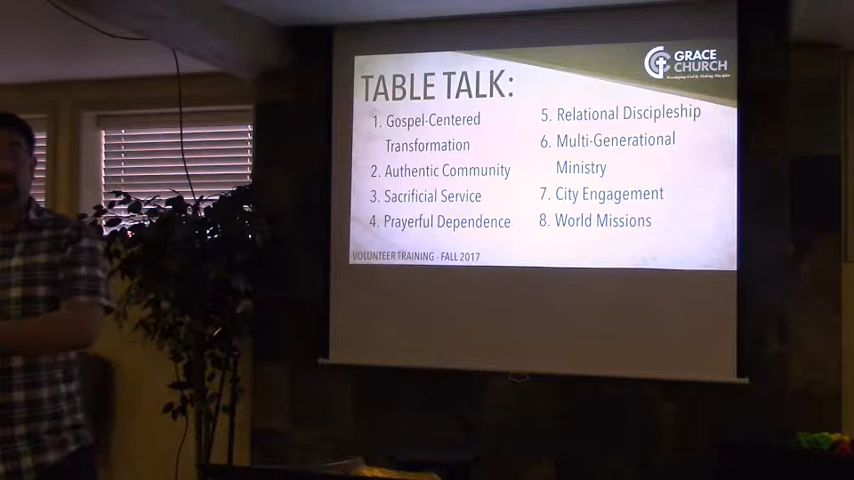 GRACE
CHURCH
TABLE TALK:
1. Gospel-Centered
Transformation
2. Authentic Community
3. Sacrificial Service
4. Prayerful Dependence
5. Relational Discipleship
6. Multi-Generational
Ministry
7. City Engagement
8. World Missions
VOLUNTEER TRAINING - FALL 2017